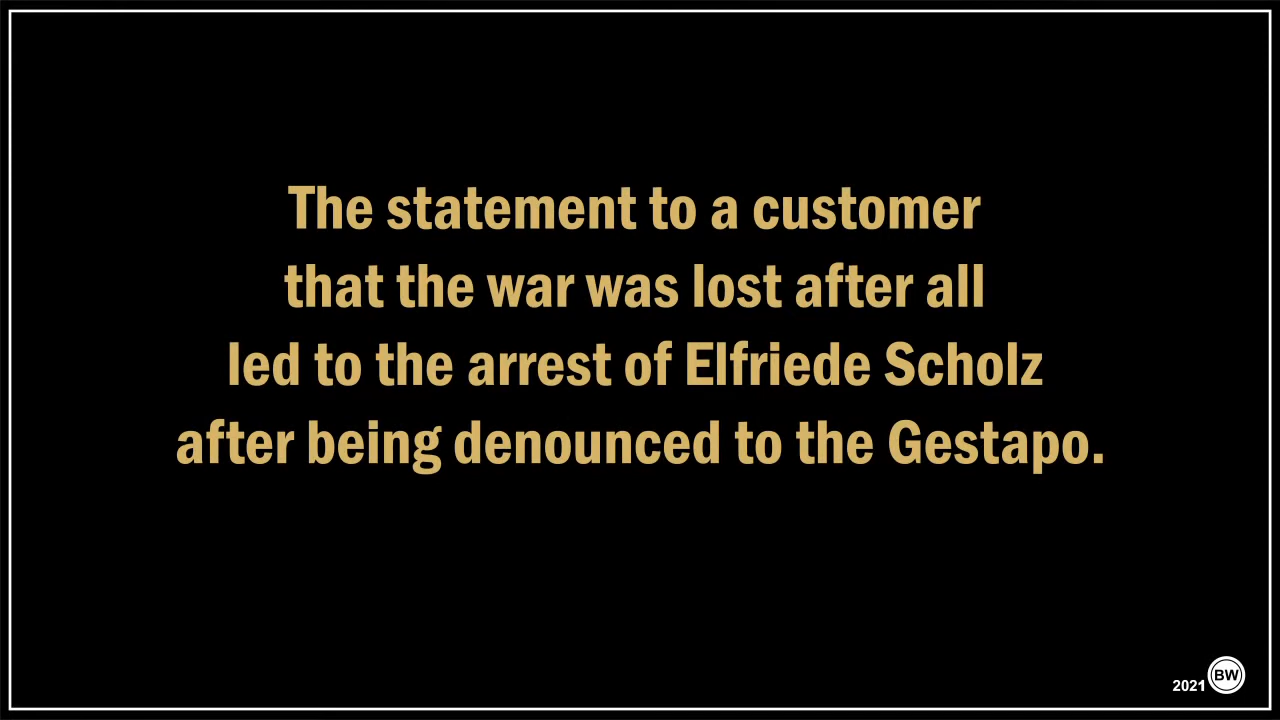 The statement to a customer
that the war was lost after all
led to the arrest of Elfriede Scholz
after being denounced to the Gestapo.
2021 BW